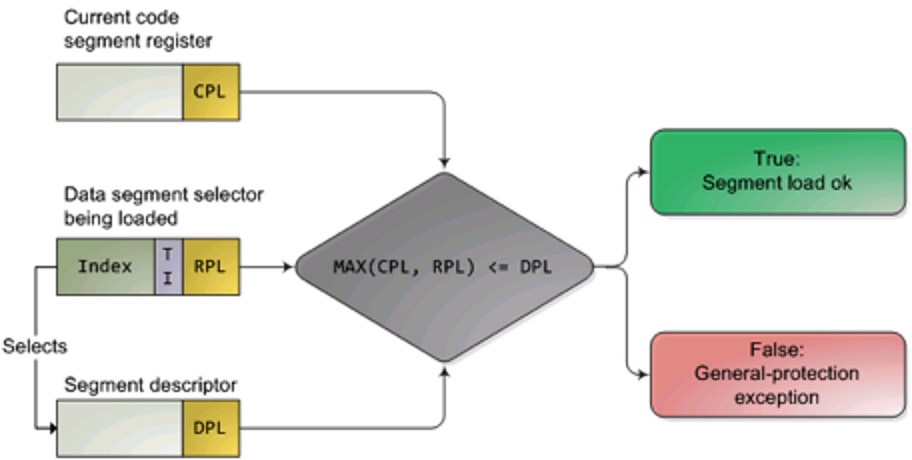 Current code
segment register
CPL
Data segment selector
being loaded
Index
T
I
RPL
MAX(CPL, RPL) <= DPL
True:
Segment load ok
Selects
False:
General-protection
exception
Segment descriptor
DPL